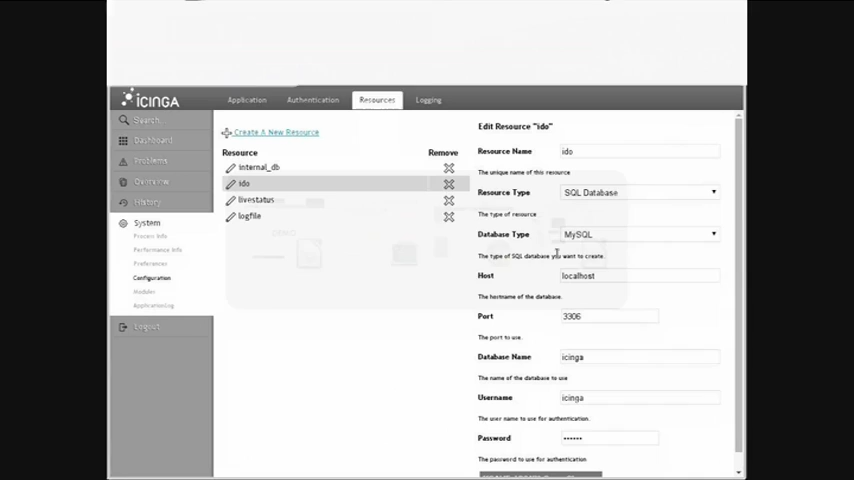 ICINGA
Application Authentication Resources Logging
Search
Dashboard
Problems
Overview
History
System
Process Info
Performance Info
Preferences
Configuration
Modules
ApplicationLog
Logout
Create A New Resource
Resource Remove
internal_db
ido
livestatus
logfile
Edit Resource "ido"
Resource Name ido
The unique name of this resource
Resource Type SQL Database
The type of resource
Database Type MySQL
The type of SQL database you want to create.
Host localhost
The hostname of the database.
Port 3306
The port to use.
Database Name icinga
The name of the database to use
Username icinga
The user name to use for authentication.
Password ••••••
The password to use for authentication